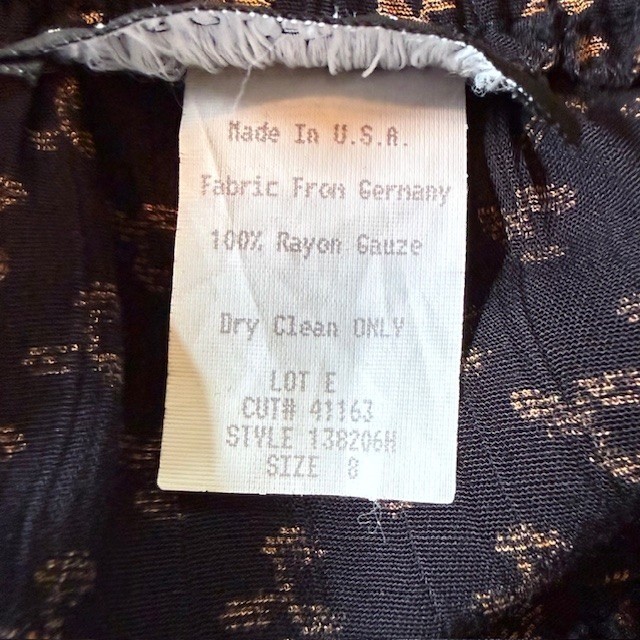 Made In U.S.A.
Fabric From Germany
100% Rayon Gauze
Dry Clean ONLY
LOT E
CUT# 41163
STYLE 138206H
SIZE 8